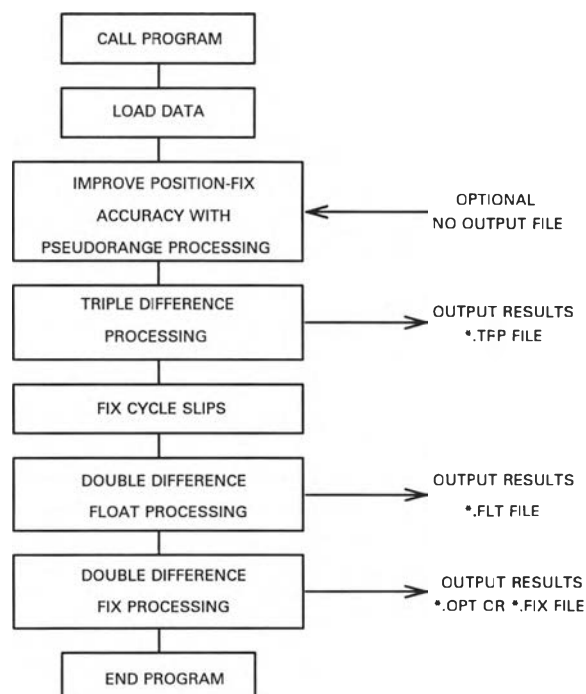 CALL PROGRAM
LOAD DATA
IMPROVE POSITION-FIX
ACCURACY WITH
PSEUDORANGE PROCESSING
OPTIONAL
NO OUTPUT FILE
TRIPLE DIFFERENCE
PROCESSING
OUTPUT RESULTS
*.TFP FILE
FIX CYCLE SLIPS
DOUBLE DIFFERENCE
FLOAT PROCESSING
OUTPUT RESULTS
*.FLT FILE
DOUBLE DIFFERENCE
FIX PROCESSING
OUTPUT RESULTS
*.OPT CR *.FIX FILE
END PROGRAM